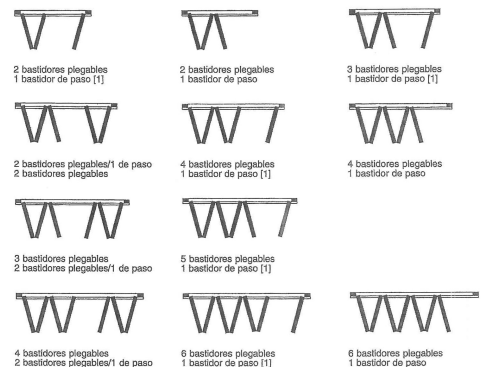 2 bastidores plegables
1 bastidor de paso [1]
2 bastidores plegables
1 bastidor de paso
3 bastidores plegables
1 bastidor de paso [1]
2 bastidores plegables/1 de paso
2 bastidores plegables
4 bastidores plegables
1 bastidor de paso [1]
4 bastidores plegables
1 bastidor de paso
3 bastidores plegables
2 bastidores plegables/1 de paso
5 bastidores plegables
1 bastidor de paso [1]
4 bastidores plegables
2 bastidores plegables/1 de paso
6 bastidores plegables
1 bastidor de paso [1]
6 bastidores plegables
1 bastidor de paso